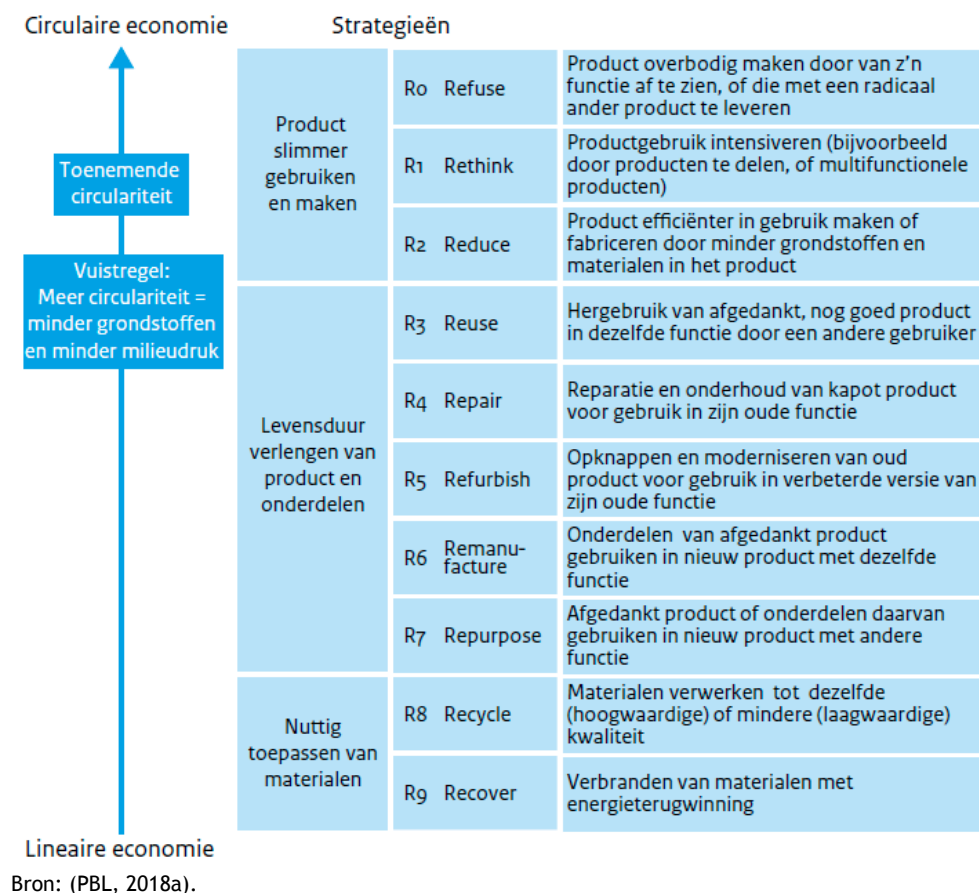 Circulaire economie
Strategieën
Toenemende
circulariteit
Vuistregel:
Meer circulariteit =
minder grondstoffen
en minder milieudruk
Lineaire economie
Product
slimmer
gebruiken
en maken
R0 Refuse
Product overbodig maken door van z'n
functie af te zien, of die met een radicaal
ander product te leveren
R1 Rethink
Productgebruik intensiveren (bijvoorbeeld
door producten te delen, of multifunctionele
producten)
R2 Reduce
Product efficiënter in gebruik maken of
fabriceren door minder grondstoffen en
materialen in het product
Levensduur
verlengen van
product en
onderdelen
R3 Reuse
Hergebruik van afgedankt, nog goed product
in dezelfde functie door een andere gebruiker
R4 Repair
Reparatie en onderhoud van kapot product
voor gebruik in zijn oude functie
R5 Refurbish
Opknappen en moderniseren van oud
product voor gebruik in verbeterde versie van
zijn oude functie
R6 Remanu-
facture
Onderdelen van afgedankt product
gebruiken in nieuw product met dezelfde
functie
R7 Repurpose
Afgedankt product of onderdelen daarvan
gebruiken in nieuw product met andere
functie
Nuttig
toepassen van
materialen
R8 Recycle
Materialen verwerken tot dezelfde
(hoogwaardige) of mindere (laagwaardige)
kwaliteit
R9 Recover
Verbranden van materialen met
energieterugwinning
Bron: (PBL, 2018a).